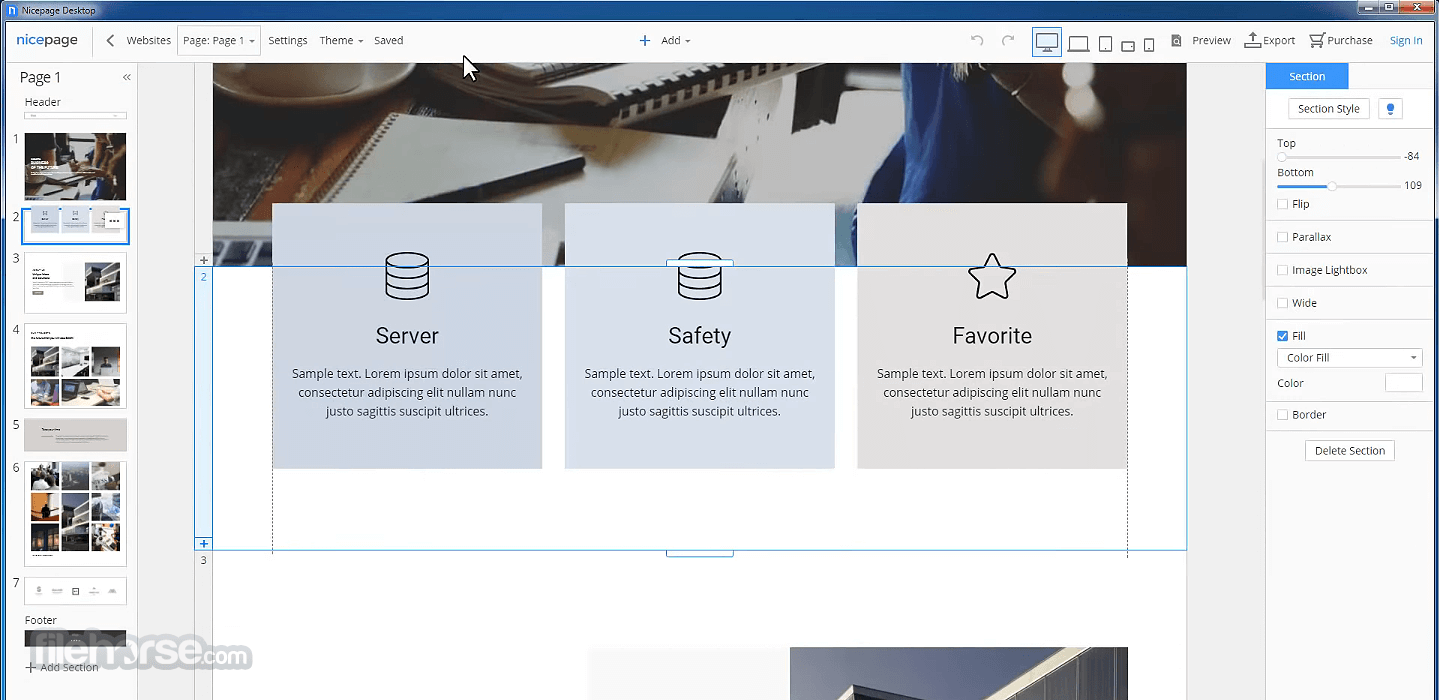 Nicepage Desktop
nicepage
Websites
Page: Page 1
Settings
Theme
Saved
Add
Preview
Export
Purchase
Sign In
Page 1
Header
1
2
3
4
5
6
7
Footer
Add Section
filehorse.com
2
3
Server
Sample text. Lorem ipsum dolor sit amet,
consectetur adipiscing elit nullam nunc
justo sagittis suscipit ultrices.
Safety
Sample text. Lorem ipsum dolor sit amet,
consectetur adipiscing elit nullam nunc
justo sagittis suscipit ultrices.
Favorite
Sample text. Lorem ipsum dolor sit amet,
consectetur adipiscing elit nullam nunc
justo sagittis suscipit ultrices.
Section
Section Style
Top
-84
Bottom
109
Flip
Parallax
Image Lightbox
Wide
Fill
Color Fill
Color
Border
Delete Section